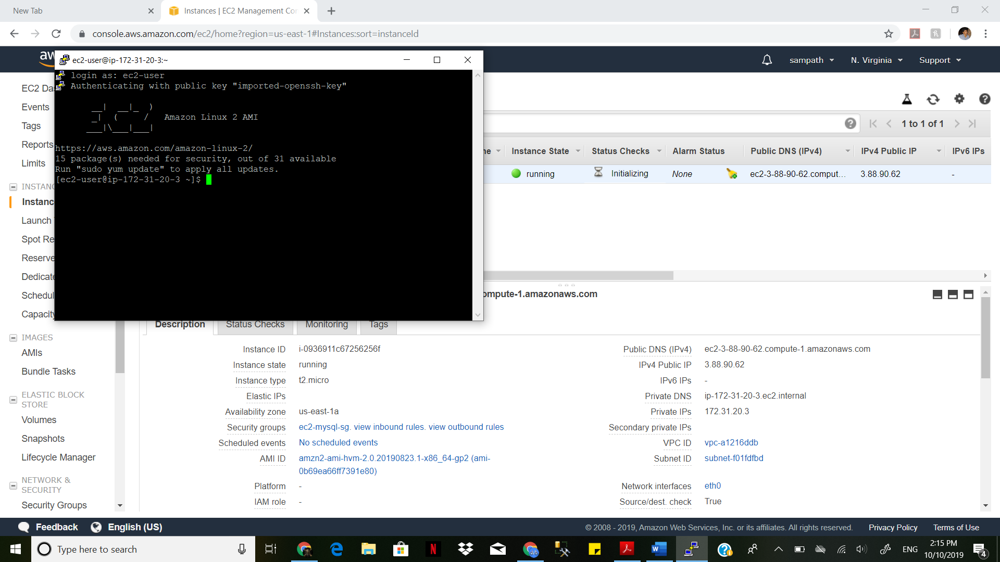 New Tab
Instances | EC2 Management Con
console.aws.amazon.com/ec2/home?region=us-east-1#Instances:sort=instanceId
sampath
N. Virginia
Support
ec2-user@ip-172-31-20-3:~
login as: ec2-user
Authenticating with public key "imported-openssh-key"
__|  __|_  )
_|  (     /   Amazon Linux 2 AMI
___|\___|___|
https://aws.amazon.com/amazon-linux-2/
15 package(s) needed for security, out of 31 available
Run "sudo yum update" to apply all updates.
[ec2-user@ip-172-31-20-3 ~]$
EC2 Da
Events
Tags
Reports
Limits
INSTANC
Instanc
Launch
Spot Re
Reserve
Dedicate
Schedul
Capacity
IMAGES
AMIs
Bundle Tasks
ELASTIC BLOCK
STORE
Volumes
Snapshots
Lifecycle Manager
NETWORK &
SECURITY
Security Groups
1 to 1 of 1
Instance State
Status Checks
Alarm Status
Public DNS (IPv4)
IPv4 Public IP
IPv6 IPs
running
Initializing
None
ec2-3-88-90-62.comput...
3.88.90.62
-
ompute-1.amazonaws.com
Description
Status Checks
Monitoring
Tags
Instance ID i-0936911c67256256f
Instance state running
Instance type t2.micro
Elastic IPs
Availability zone us-east-1a
Security groups ec2-mysql-sg. view inbound rules. view outbound rules
Scheduled events No scheduled events
AMI ID amzn2-ami-hvm-2.0.20190823.1-x86_64-gp2 (ami-
0b69ea66ff7391e80)
Platform -
IAM role -
Public DNS (IPv4) ec2-3-88-90-62.compute-1.amazonaws.com
IPv4 Public IP 3.88.90.62
IPv6 IPs -
Private DNS ip-172-31-20-3.ec2.internal
Private IPs 172.31.20.3
Secondary private IPs
VPC ID vpc-a1216ddb
Subnet ID subnet-f01fdfbd
Network interfaces eth0
Source/dest. check True
Feedback
English (US)
© 2008 - 2019, Amazon Web Services, Inc. or its affiliates. All rights reserved.
Privacy Policy
Terms of Use
Type here to search
ENG
2:15 PM
10/10/2019
4